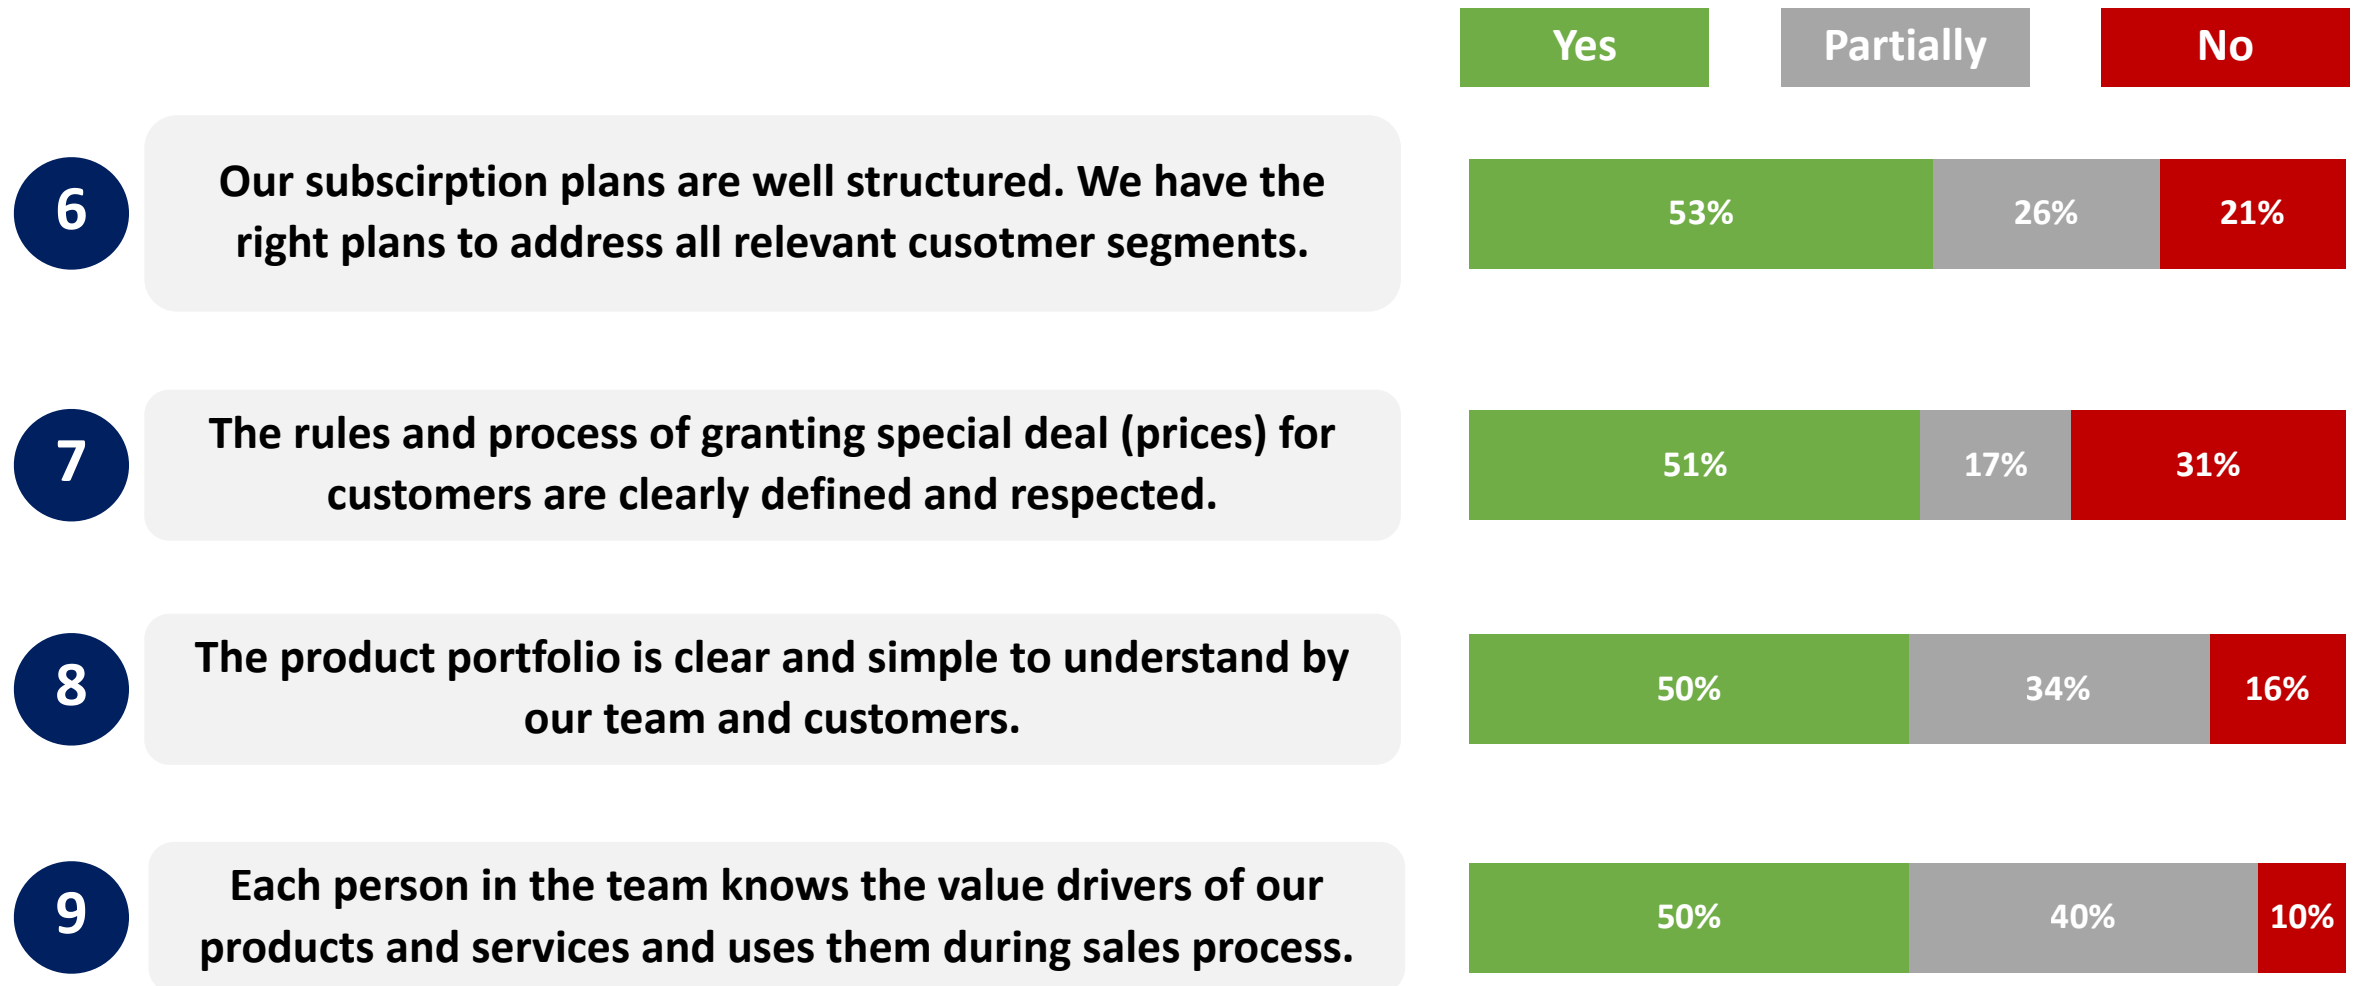 Yes Partially No
6
Our subscirption plans are well structured. We have the
right plans to address all relevant cusotmer segments.
53% 26% 21%
7
The rules and process of granting special deal (prices) for
customers are clearly defined and respected.
51% 17% 31%
8
The product portfolio is clear and simple to understand by
our team and customers.
50% 34% 16%
9
Each person in the team knows the value drivers of our
products and services and uses them during sales process.
50% 40% 10%